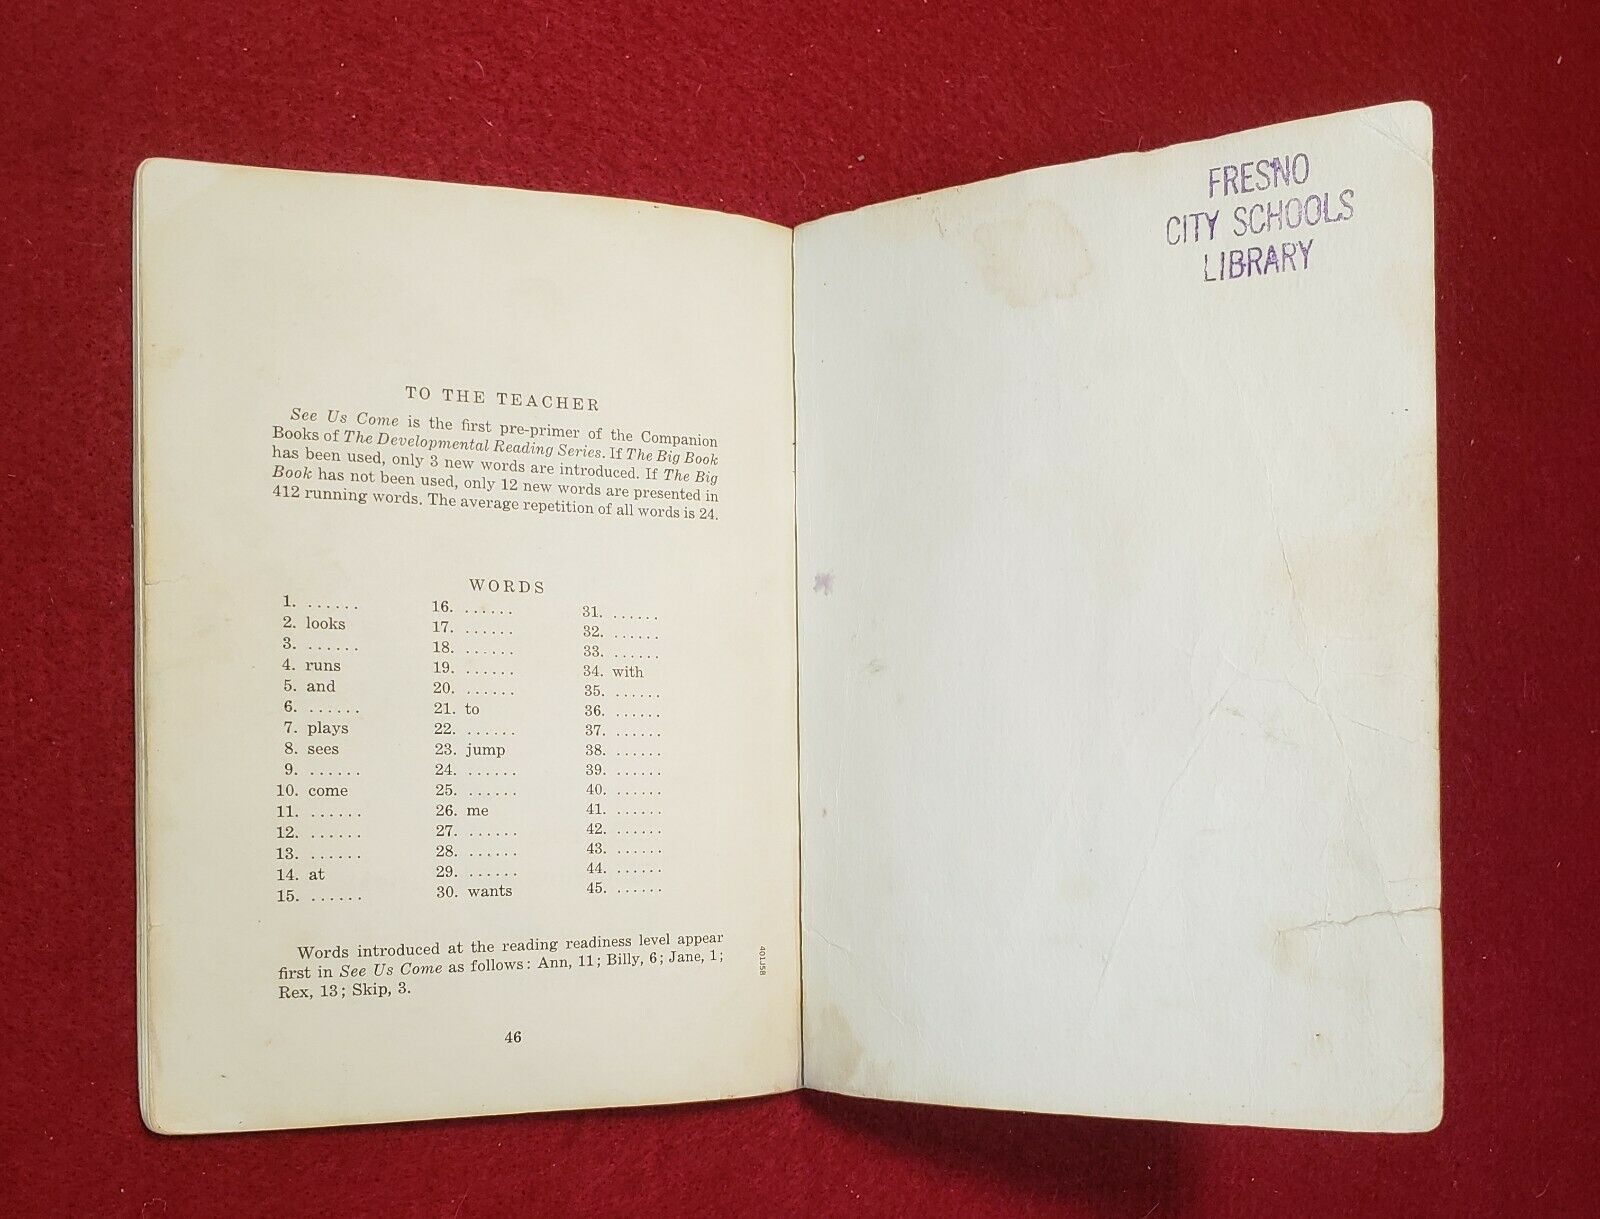 TO THE TEACHER
See Us Come is the first pre-primer of the Companion
Books of The Developmental Reading Series. If The Big Book
has been used, only 3 new words are introduced. If The Big
Book has not been used, only 12 new words are presented in
412 running words. The average repetition of all words is 24.
WORDS
1. ......
2. looks
3. ......
4. runs
5. and
6. ......
7. plays
8. sees
9. ......
10. come
11. ......
12. ......
13. ......
14. at
15. ......
16. ......
17. ......
18. ......
19. ......
20. ......
21. to
22. ......
23. jump
24. ......
25. ......
26. me
27. ......
28. ......
29. ......
30. wants
31. ......
32. ......
33. ......
34. with
35. ......
36. ......
37. ......
38. ......
39. ......
40. ......
41. ......
42. ......
43. ......
44. ......
45. ......
Words introduced at the reading readiness level appear
first in See Us Come as follows: Ann, 11; Billy, 6; Jane, 1;
Rex, 13; Skip, 3.
401J58
46
FRESNO
CITY SCHOOLS
LIBRARY